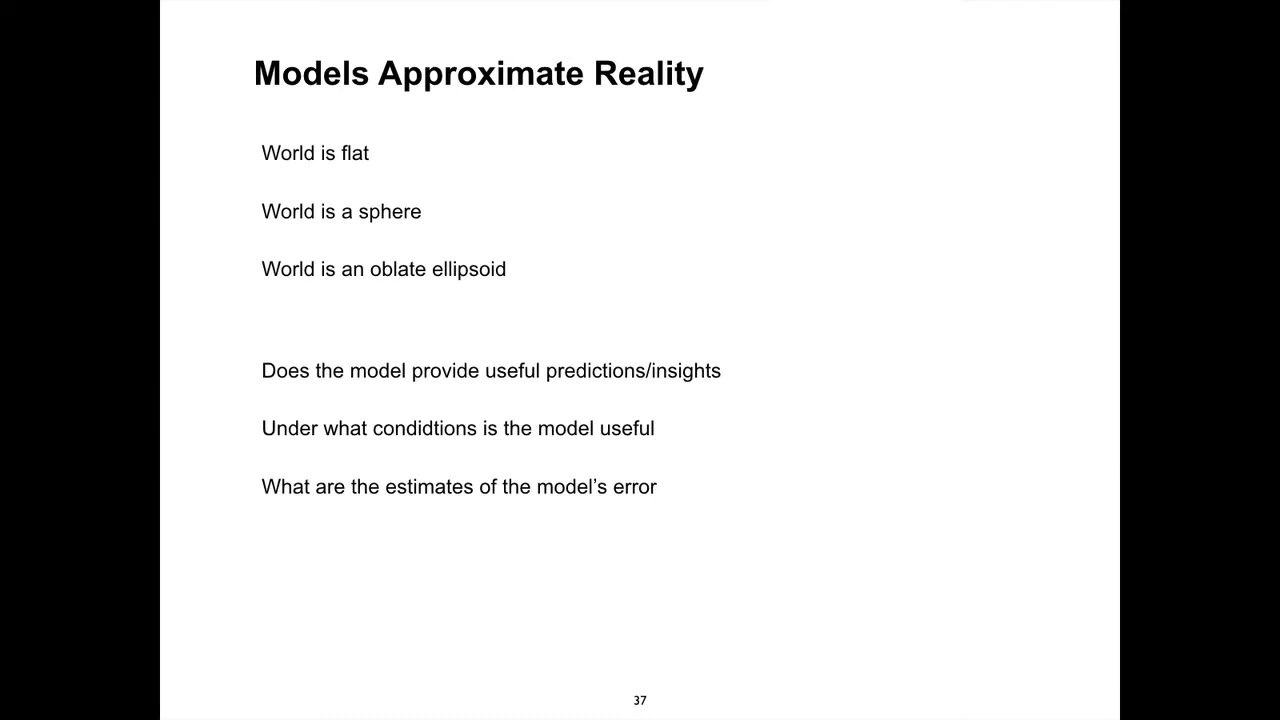 Models Approximate Reality
World is flat
World is a sphere
World is an oblate ellipsoid
Does the model provide useful predictions/insights
Under what condidtions is the model useful
What are the estimates of the model’s error
37